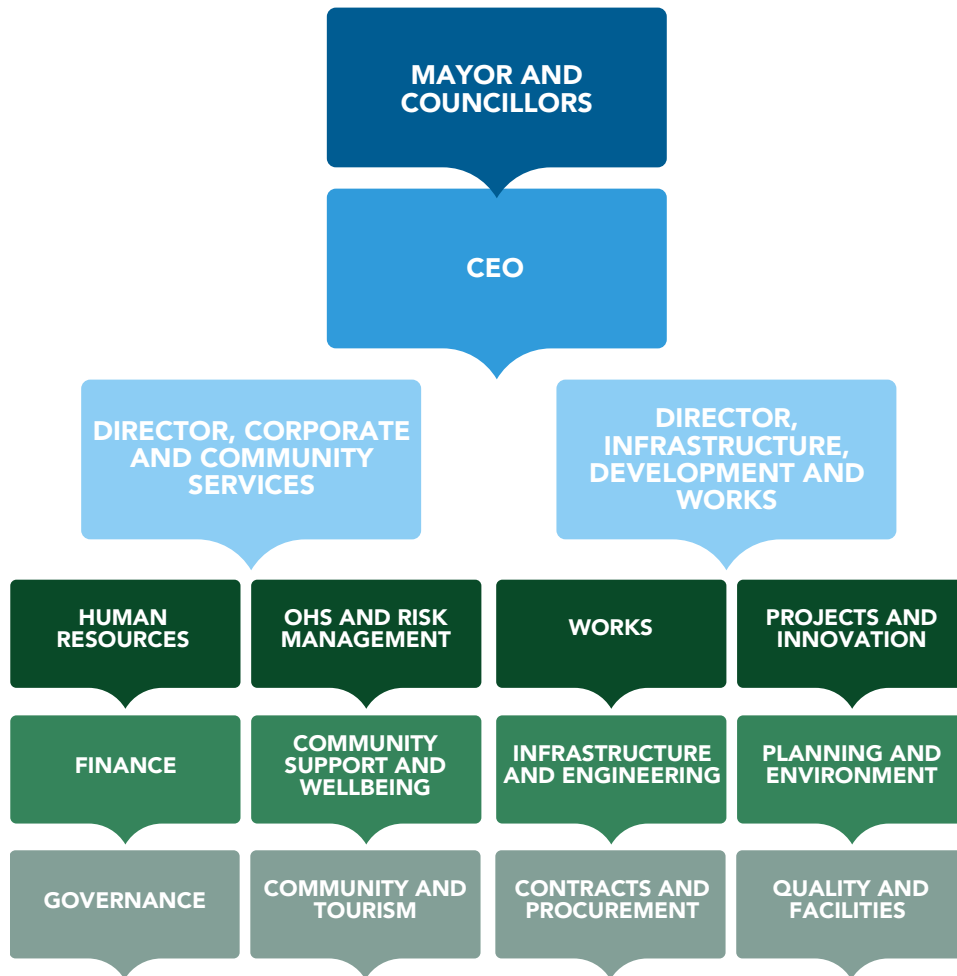 MAYOR AND
COUNCILLORS
CEO
DIRECTOR, CORPORATE
AND COMMUNITY
SERVICES
DIRECTOR,
INFRASTRUCTURE,
DEVELOPMENT AND
WORKS
HUMAN
RESOURCES
OHS AND RISK
MANAGEMENT
WORKS
PROJECTS AND
INNOVATION
FINANCE
COMMUNITY
SUPPORT AND
WELLBEING
INFRASTRUCTURE
AND ENGINEERING
PLANNING AND
ENVIRONMENT
GOVERNANCE
COMMUNITY AND
TOURISM
CONTRACTS AND
PROCUREMENT
QUALITY AND
FACILITIES